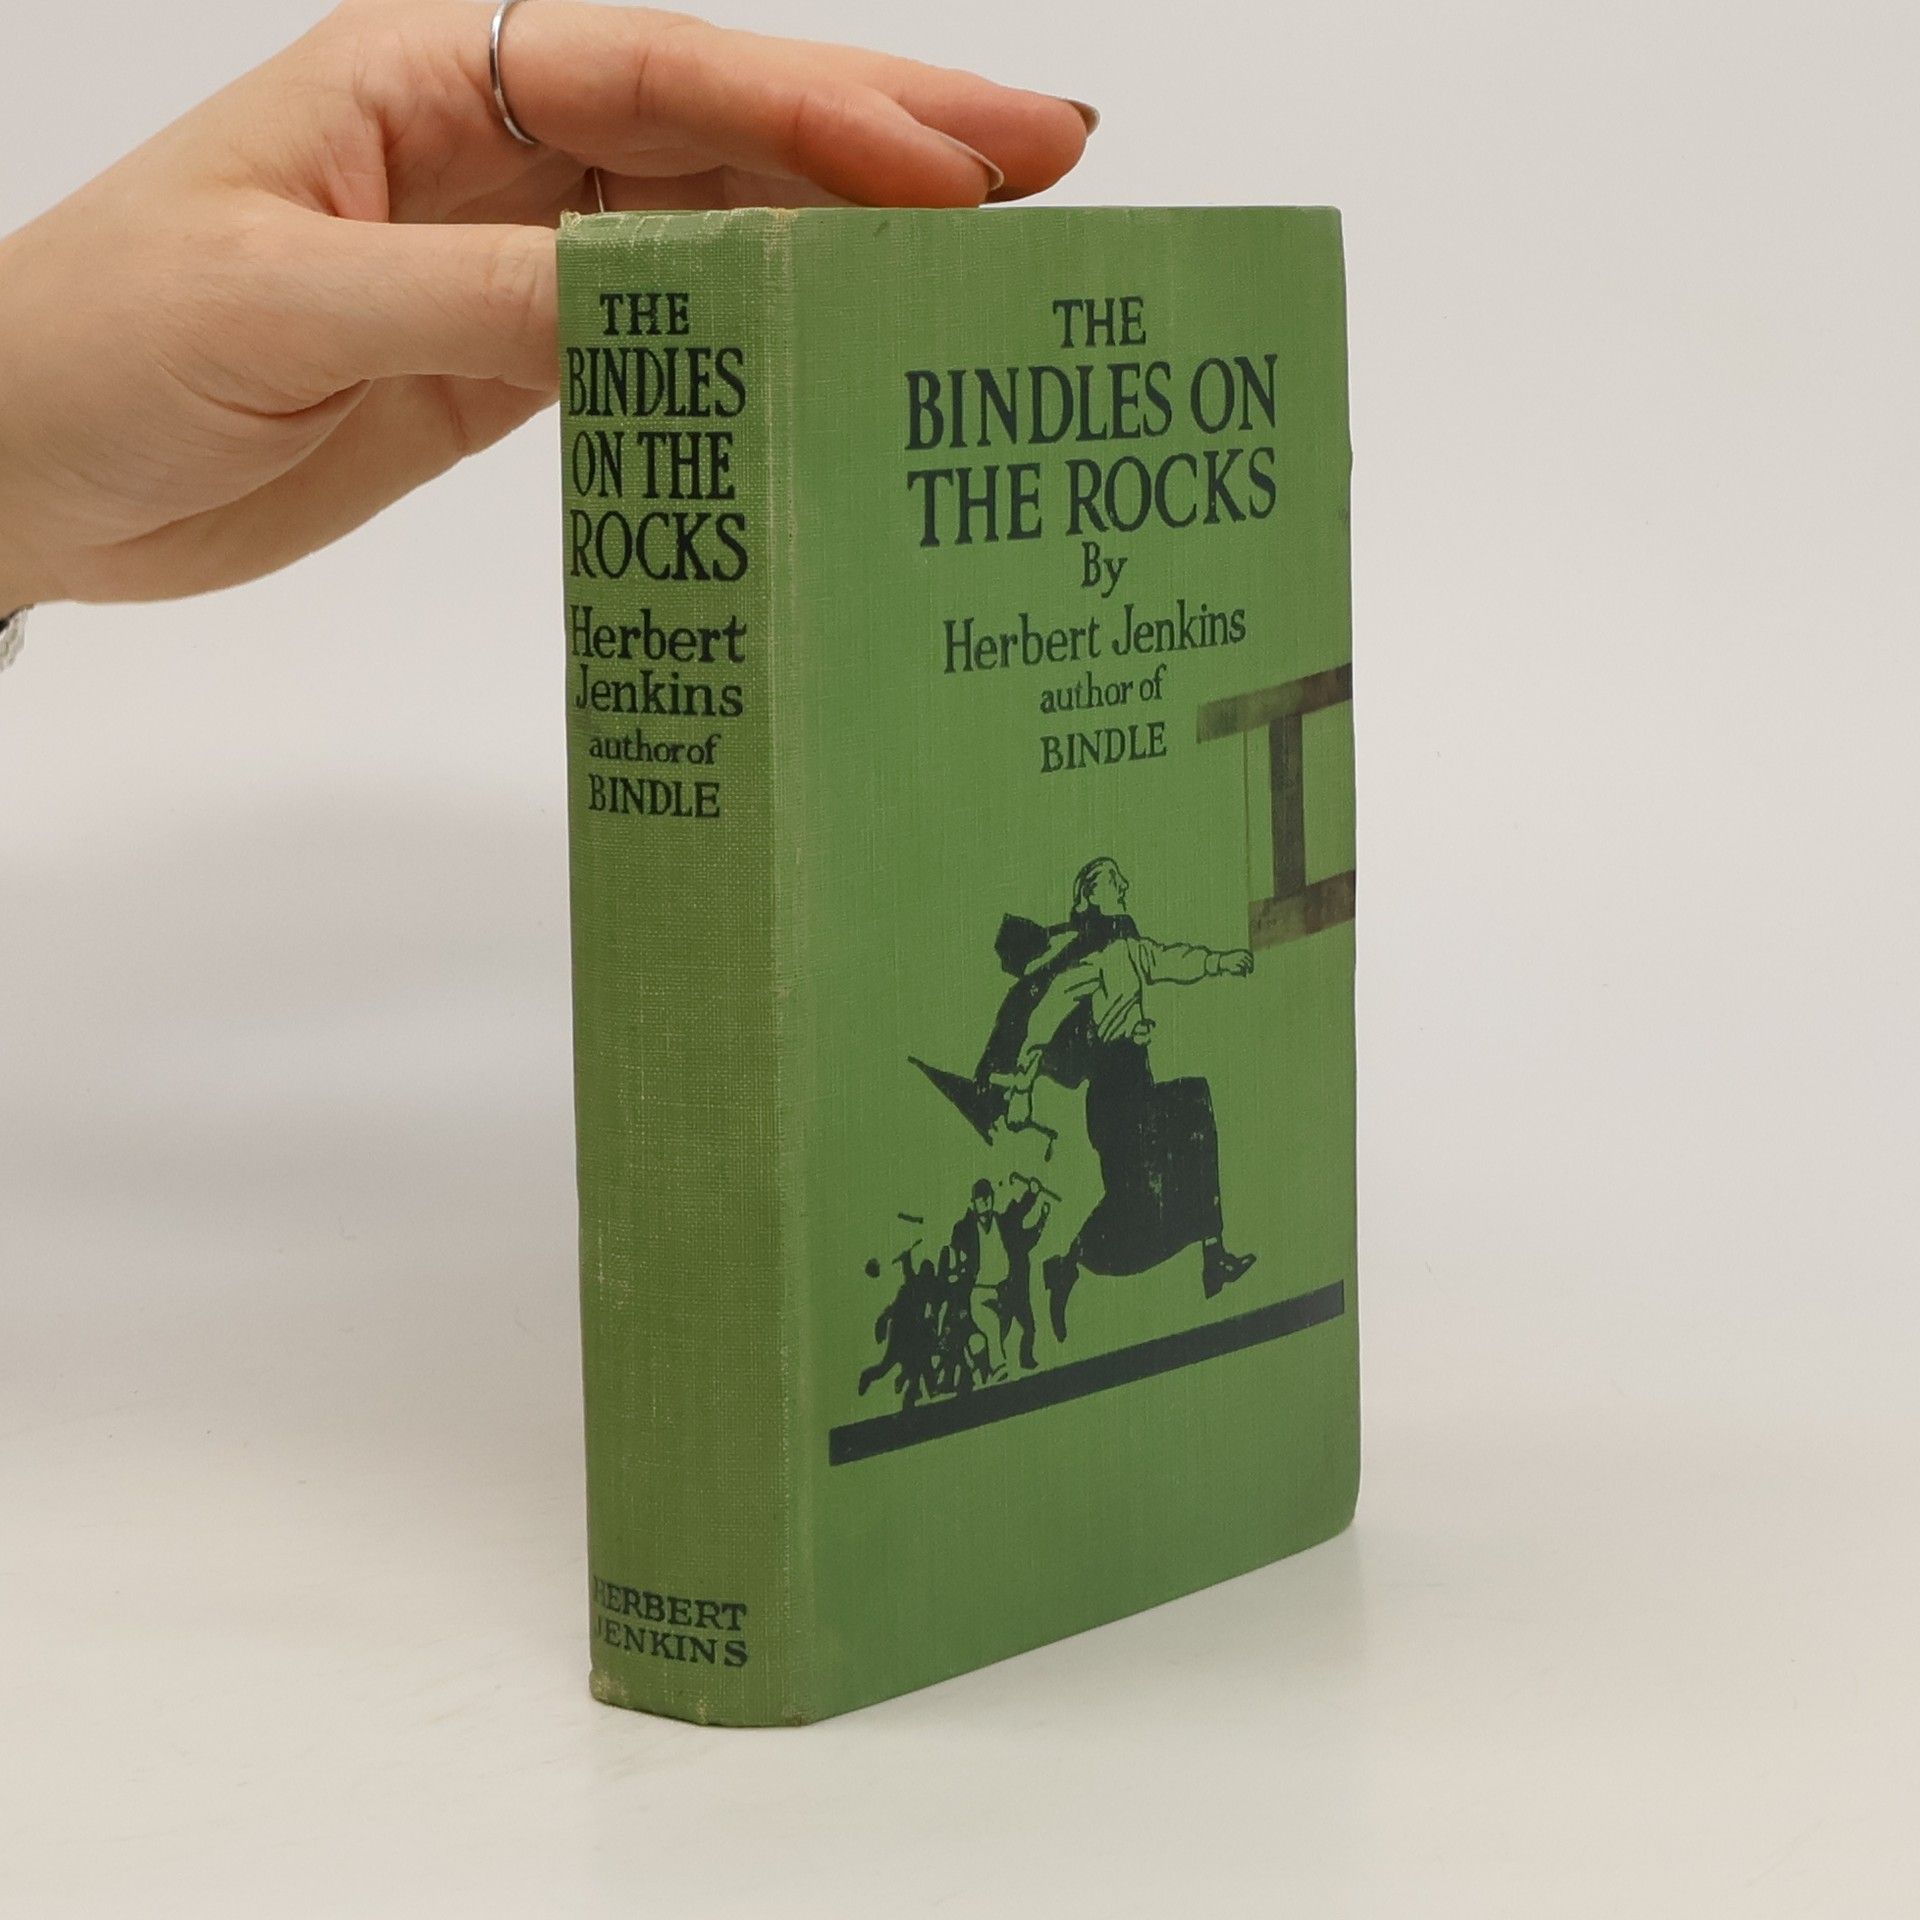 THE
BINDLES
ON THE
ROCKS
Herbert
Jenkins
author of
BINDLE
HERBERT
JENKINS
THE
BINDLES ON
THE ROCKS
By
Herbert Jenkins
author of
BINDLE